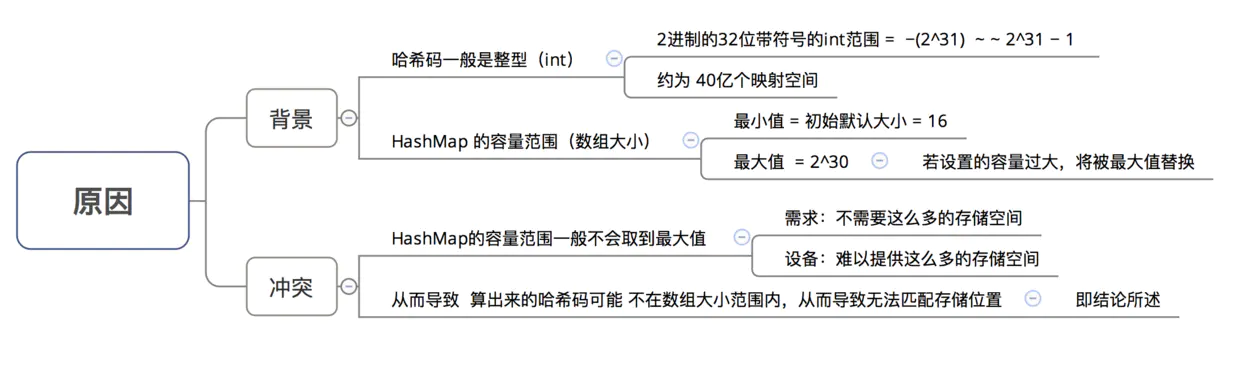 原因
背景
哈希码一般是整型（int）
2进制的32位带符号的int范围 = −(2^31) ~ ~ 2^31 − 1
约为 40亿个映射空间
HashMap 的容量范围（数组大小）
最小值 = 初始默认大小 = 16
最大值 = 2^30
若设置的容量过大，将被最大值替换
冲突
HashMap的容量范围一般不会取到最大值
需求：不需要这么多的存储空间
设备：难以提供这么多的存储空间
从而导致 算出来的哈希码可能 不在数组大小范围内，从而导致无法匹配存储位置
即结论所述